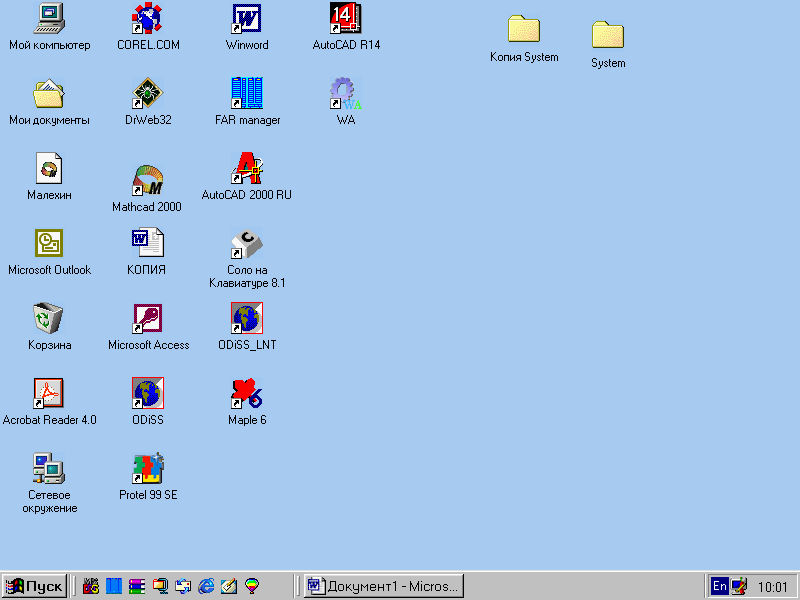 Мой компьютер
COREL.COM
Winword
AutoCAD R14
Копия System
System
Мои документы
DrWeb32
FAR manager
WA
Малехин
Mathcad 2000
AutoCAD 2000 RU
Microsoft Outlook
КОПИЯ
Соло на
Клавиатуре 8.1
Корзина
Microsoft Access
ODiSS_LNT
Acrobat Reader 4.0
ODiSS
Maple 6
Сетевое
окружение
Protel 99 SE
Пуск
Документ1 - Micros...
En
10:01